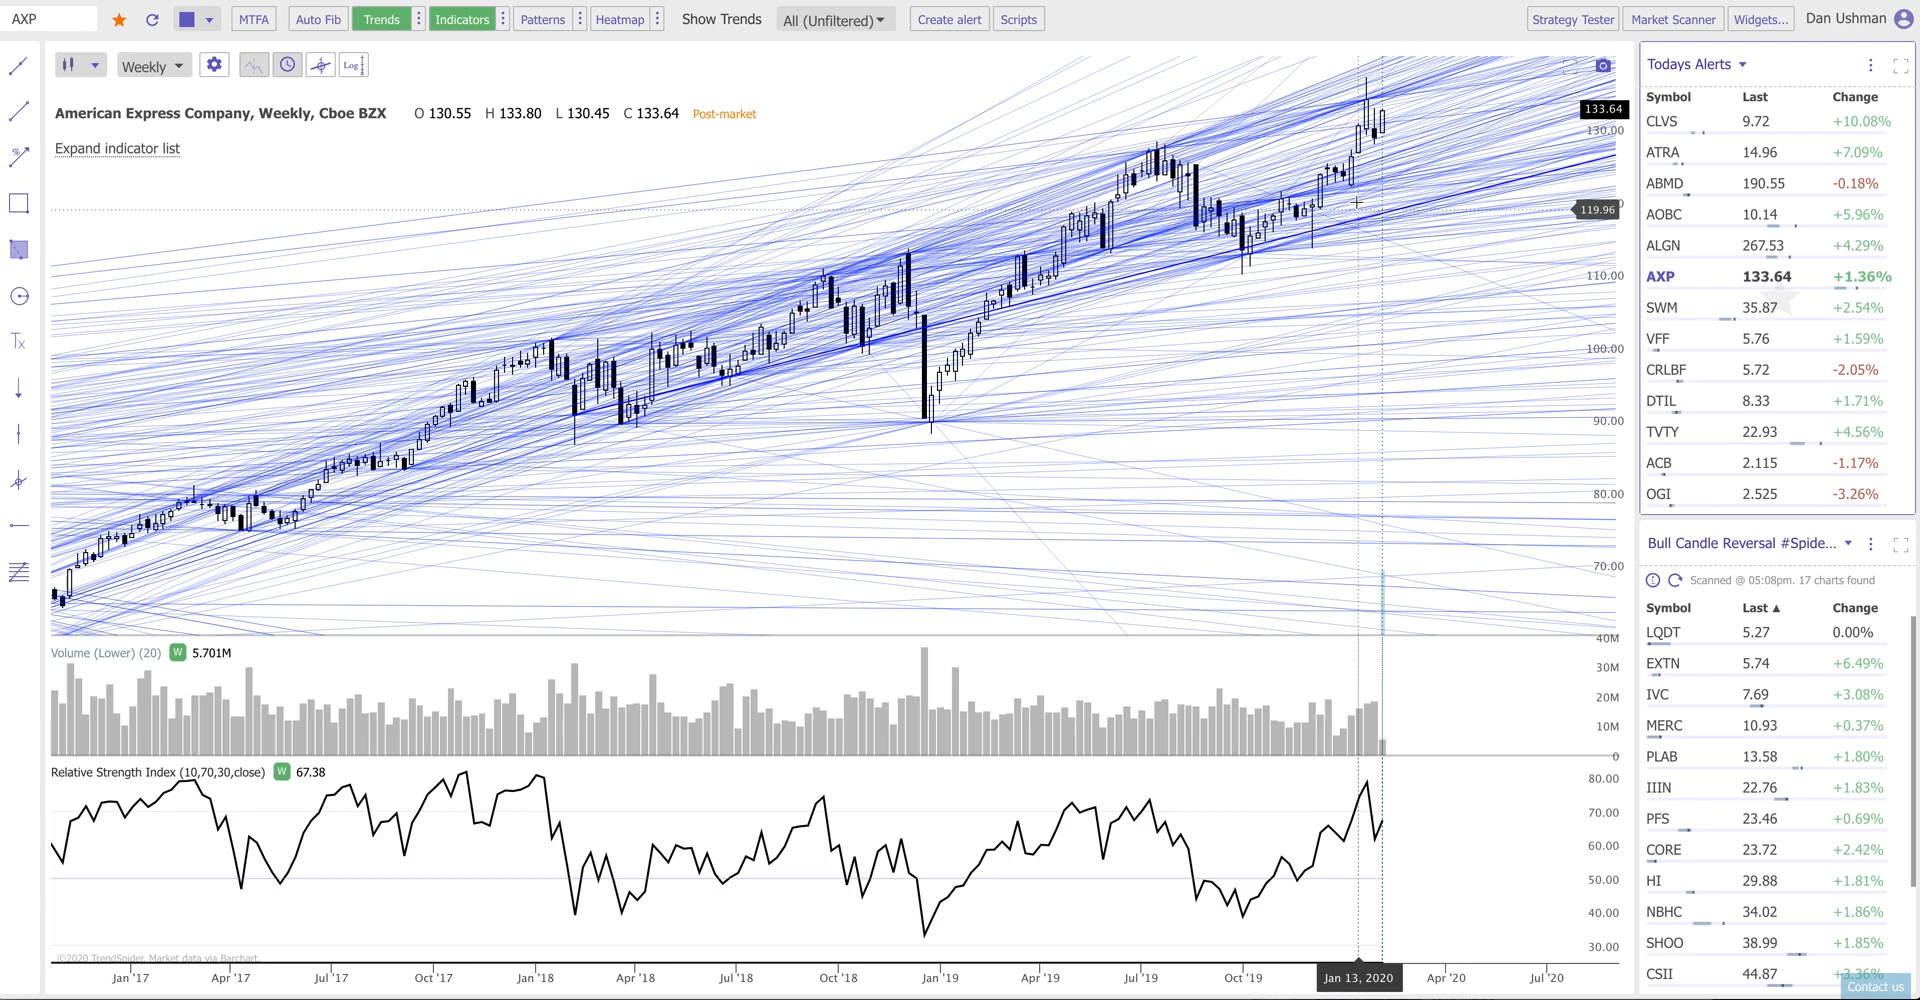 AXP MTFA Auto Fib Trends Indicators Patterns Heatmap Show Trends All (Unfiltered) Create alert Scripts Strategy Tester Market Scanner Widgets... Dan Ushman
Weekly Log
American Express Company, Weekly, Cboe BZX O 130.55 H 133.80 L 130.45 C 133.64 Post-market
Expand indicator list
133.64
130.00
119.96
110.00
100.00
90.00
80.00
70.00
Volume (Lower) (20) W 5.701M
40M
30M
20M
10M
0
Relative Strength Index (10,70,30,close) W 67.38
80.00
70.00
60.00
50.00
40.00
30.00
©2020 TrendSpider. Market data via Barchart.
Jan '17 Apr '17 Jul '17 Oct '17 Jan '18 Apr '18 Jul '18 Oct '18 Jan '19 Apr '19 Jul '19 Oct '19 Jan 13, 2020 Apr '20 Jul '20
Todays Alerts
Symbol Last Change
CLVS 9.72 +10.08%
ATRA 14.96 +7.09%
ABMD 190.55 -0.18%
AOBC 10.14 +5.96%
ALGN 267.53 +4.29%
AXP 133.64 +1.36%
SWM 35.87 +2.54%
VFF 5.76 +1.59%
CRLBF 5.72 -2.05%
DTIL 8.33 +1.71%
TVTY 22.93 +4.56%
ACB 2.115 -1.17%
OGI 2.525 -3.26%
Bull Candle Reversal #Spide...
Scanned @ 05:08pm. 17 charts found
Symbol Last ▲ Change
LQDT 5.27 0.00%
EXTN 5.74 +6.49%
IVC 7.69 +3.08%
MERC 10.93 +0.37%
PLAB 13.58 +1.80%
IIIN 22.76 +1.83%
PFS 23.46 +0.69%
CORE 23.72 +2.42%
HI 29.88 +1.81%
NBHC 34.02 +1.86%
SHOO 38.99 +1.85%
CSII 44.87 +3.36%
Contact us